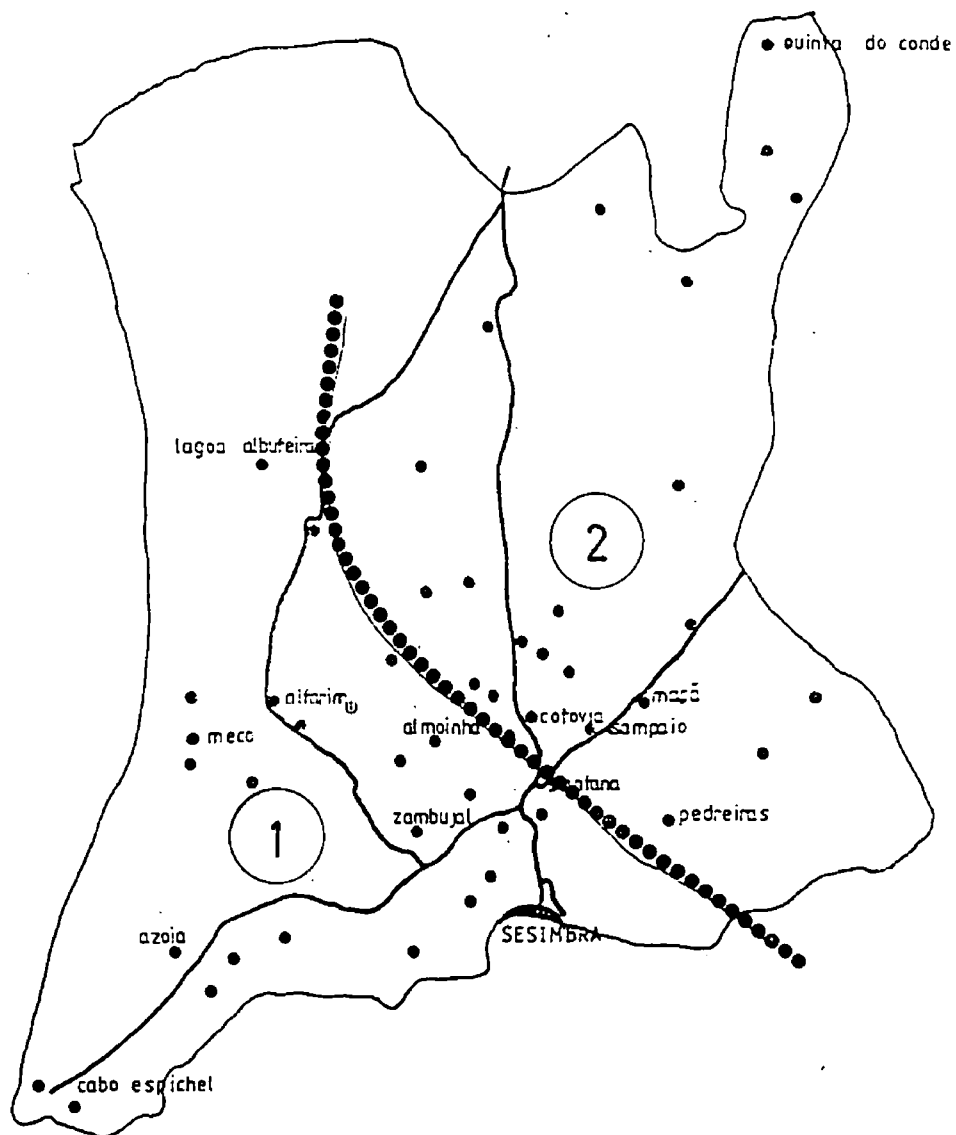 quinta do conde
lagoa albufeira
2
alfarim
maçã
cotovia
almoinha
sampaio
meco
zambujal
pedreiras
1
azoia
SESIMBRA
cabo espichel